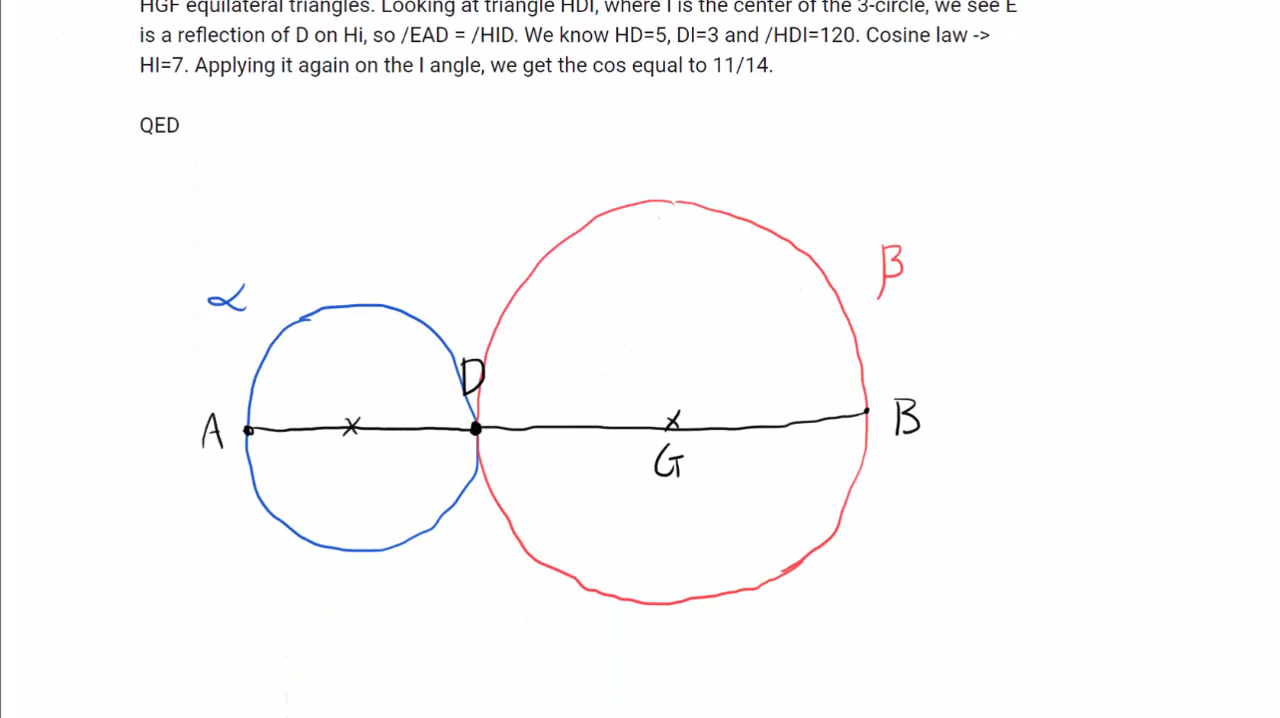 HGF equilateral triangles. Looking at triangle HDI, where I is the center of the 3-circle, we see E
is a reflection of D on Hi, so /EAD = /HID. We know HD=5, DI=3 and /HDI=120. Cosine law ->
HI=7. Applying it again on the I angle, we get the cos equal to 11/14.
QED
α
β
D
A
B
G